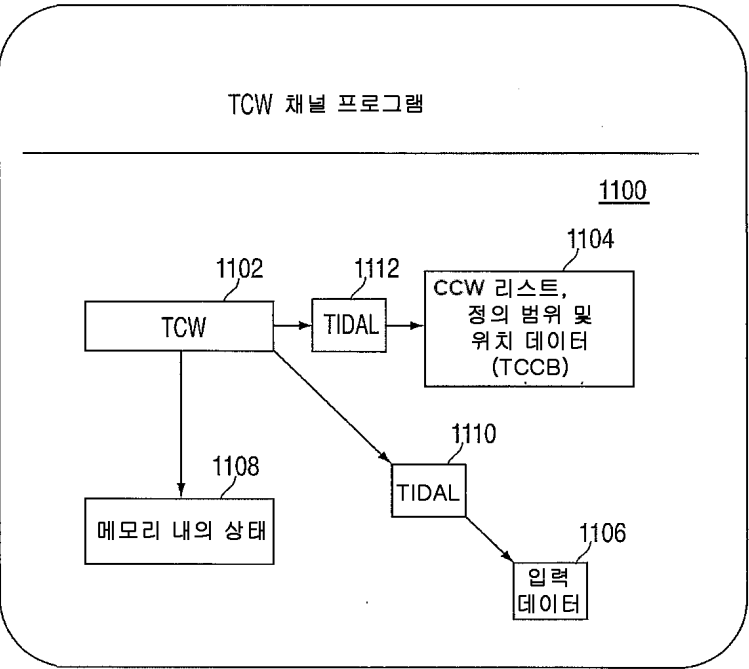 TCW 채널 프로그램
1100
1102
1112
1104
TCW
TIDAL
CCW 리스트,
정의 범위 및
위치 데이터
(TCCB)
1108
메모리 내의 상태
1110
TIDAL
1106
입력
데이터